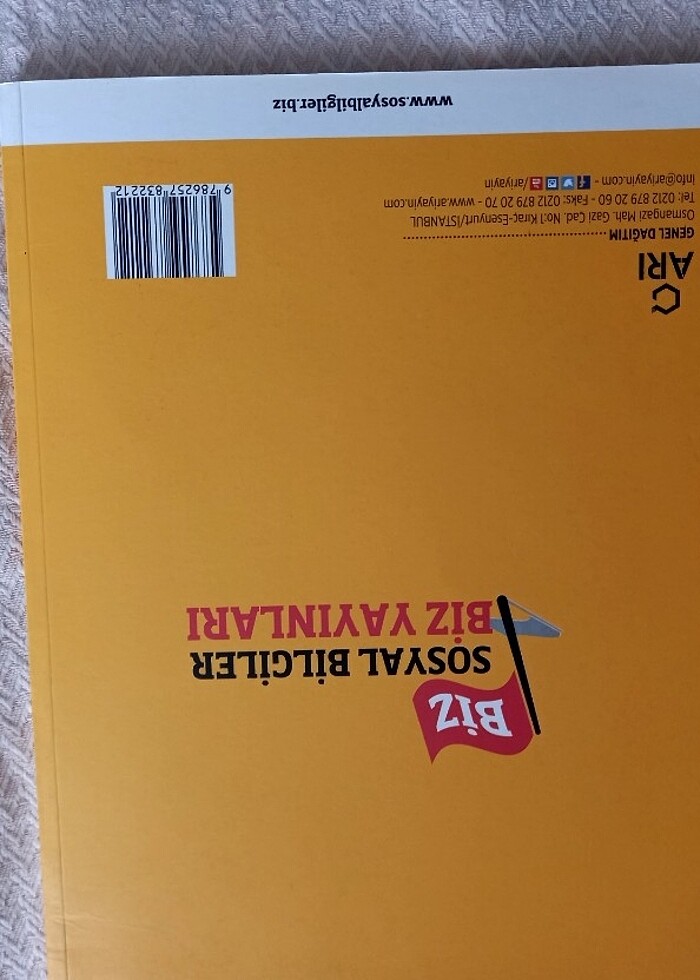 BİZ
SOSYAL BİLGİLER
BİZ YAYINLARI
ARI
GENEL DAĞITIM
Osmangazi Mah. Gazi Cad. No:1 Kıraç-Esenyurt/İSTANBUL
Tel: 0212 879 20 60 - Faks: 0212 879 20 70 - www.ariyayin.com
info@ariyayin.com - /ariyayin
9 786257 832212
www.sosyalbilgiler.biz